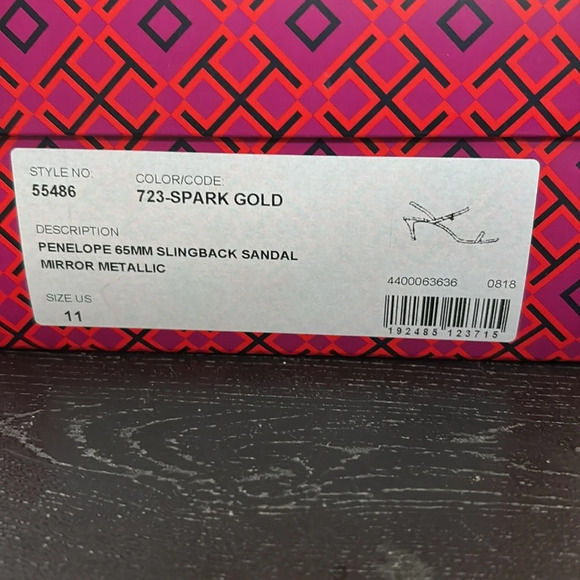 STYLE NO:
55486
COLOR/CODE:
723-SPARK GOLD
DESCRIPTION
PENELOPE 65MM SLINGBACK SANDAL
MIRROR METALLIC
SIZE US
11
4400063636 0818
192485 123715